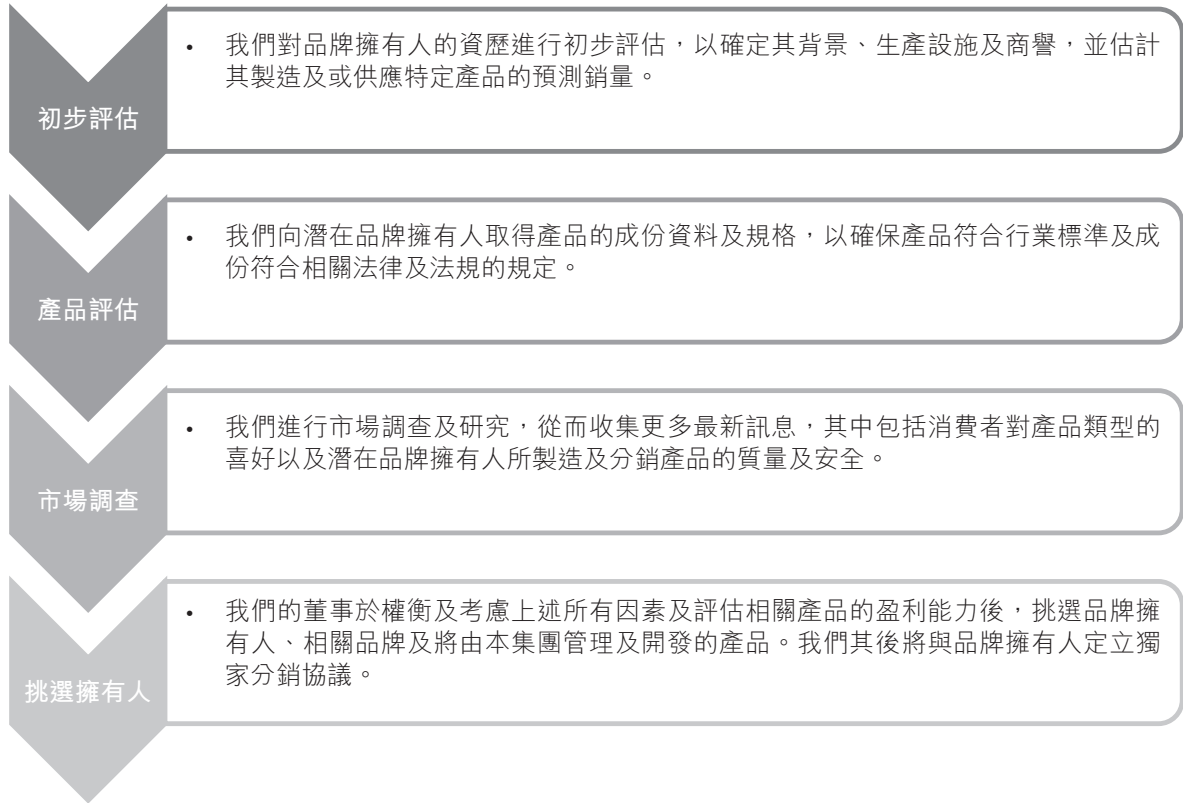 初步評估
• 我們對品牌擁有人的資歷進行初步評估，以確定其背景、生產設施及商譽，並估計
其製造及或供應特定產品的預測銷量。
產品評估
• 我們向潛在品牌擁有人取得產品的成份資料及規格，以確保產品符合行業標準及成
份符合相關法律及法規的規定。
市場調查
• 我們進行市場調查及研究，從而收集更多最新訊息，其中包括消費者對產品類型的
喜好以及潛在品牌擁有人所製造及分銷產品的質量及安全。
挑選擁有人
• 我們的董事於權衡及考慮上述所有因素及評估相關產品的盈利能力後，挑選品牌擁
有人、相關品牌及將由本集團管理及開發的產品。我們其後將與品牌擁有人定立獨
家分銷協議。